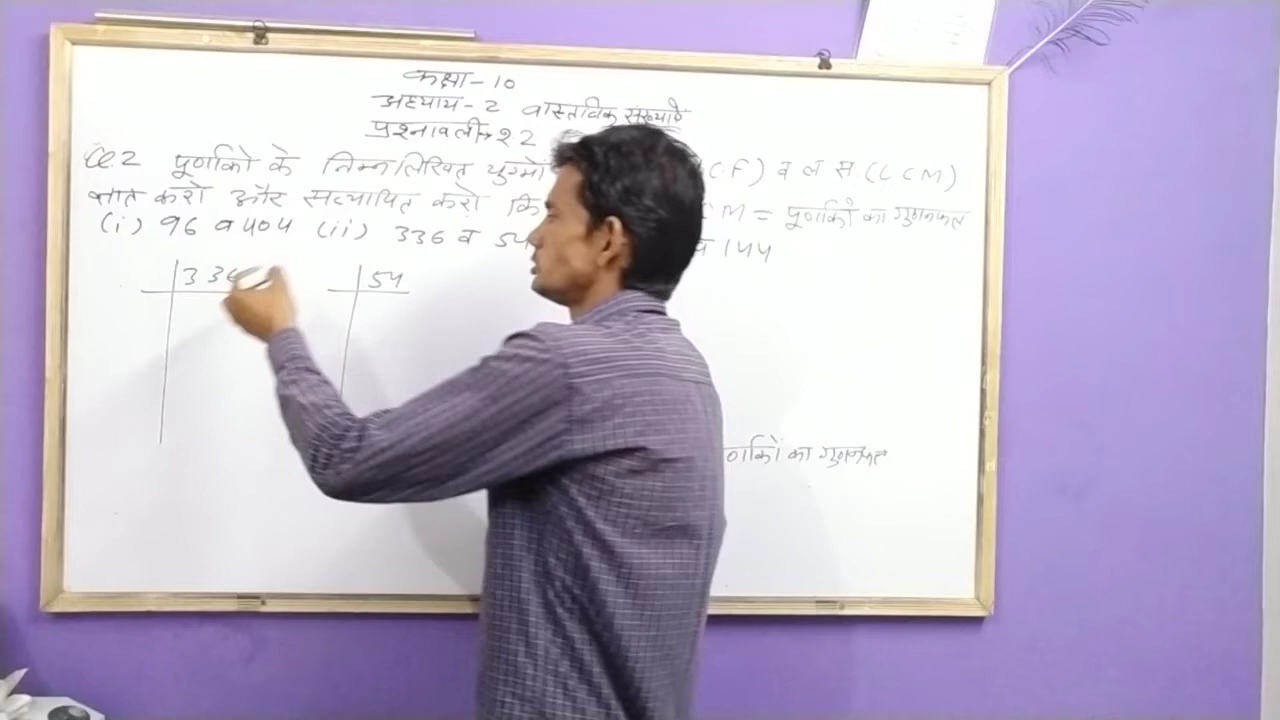 कक्षा-10
अध्याय-2 वास्तविक संख्याएँ
प्रश्नावली→2.2
Q2 पूर्णांकों के निम्नलिखित युग्मों C.F) व ल स. (LCM)
ज्ञात करो और सत्यापित करो कि CM = पूर्णांकों का गुणनफल
(i) 96 व 404 (ii) 336 व 54 व 144
336 54
का गुणनफल